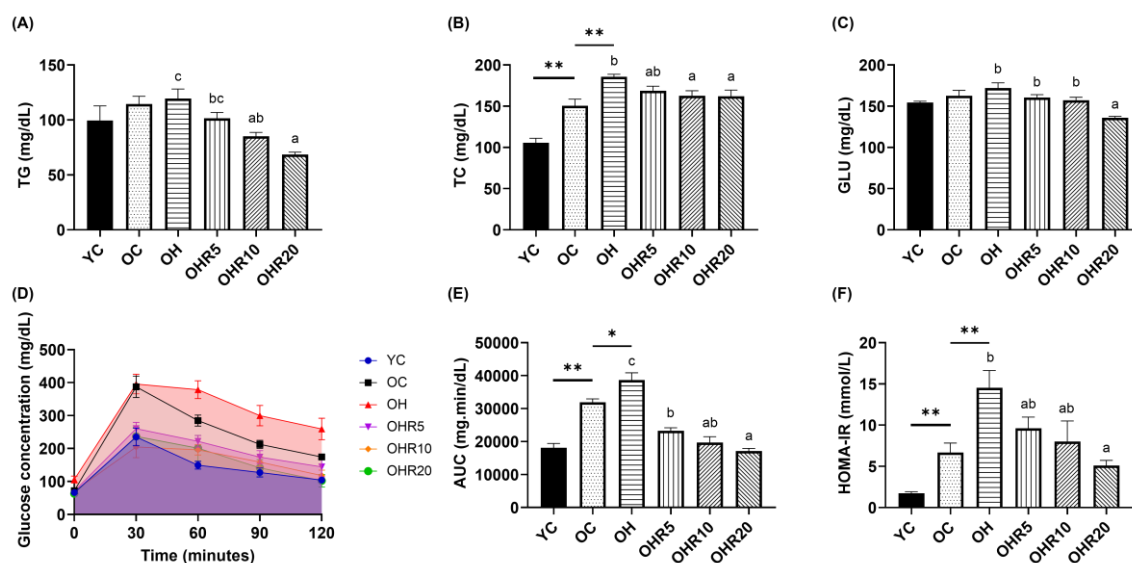 (A)
TG (mg/dL)
150
100
50
0
c
bc
ab
a
YC
OC
OH
OHR5
OHR10
OHR20
(B)
TC (mg/dL)
200
150
100
50
0
**
**
b
ab
a
a
YC
OC
OH
OHR5
OHR10
OHR20
(C)
GLU (mg/dL)
200
150
100
50
0
b
b
b
a
YC
OC
OH
OHR5
OHR10
OHR20
(D)
Glucose concentration (mg/dL)
500
400
300
200
100
0
0
30
60
90
120
Time (minutes)
YC
OC
OH
OHR5
OHR10
OHR20
(E)
AUC (mg.min/dL)
50000
40000
30000
20000
10000
0
**
*
c
b
ab
a
YC
OC
OH
OHR5
OHR10
OHR20
(F)
HOMA-IR (mmol/L)
20
15
10
5
0
**
**
b
ab
ab
a
YC
OC
OH
OHR5
OHR10
OHR20